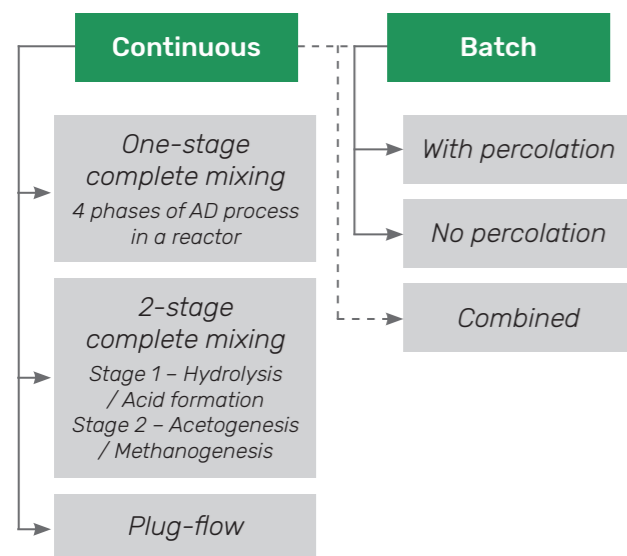 Continuous
One-stage
complete mixing
4 phases of AD process
in a reactor
2-stage
complete mixing
Stage 1 – Hydrolysis
/ Acid formation
Stage 2 – Acetogenesis
/ Methanogenesis
Plug-flow
Batch
With percolation
No percolation
Combined